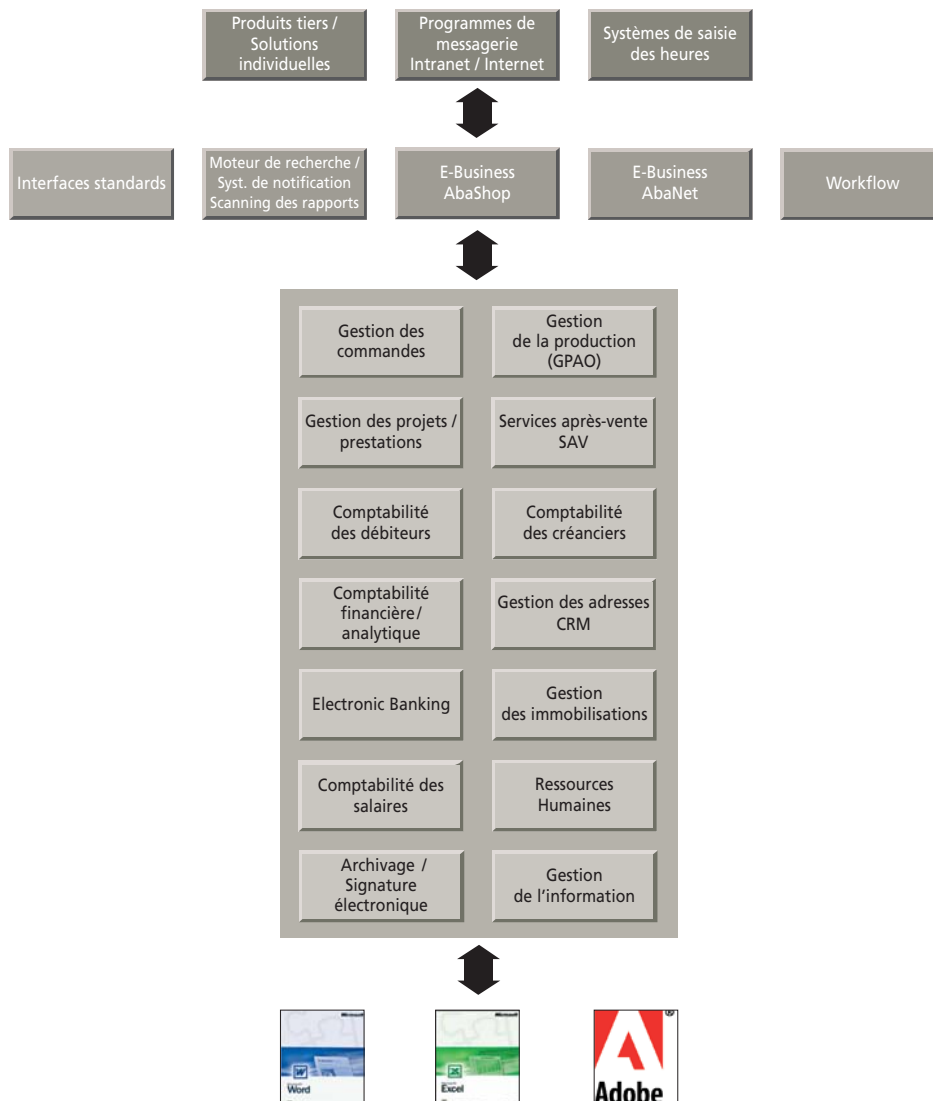 Produits tiers /
Solutions
individuelles
Programmes de
messagerie
Intranet / Internet
Systèmes de saisie
des heures
Interfaces standards
Moteur de recherche /
Syst. de notification
Scanning des rapports
E-Business
AbaShop
E-Business
AbaNet
Workflow
Gestion des
commandes
Gestion
de la production
(GPAO)
Gestion des projets /
prestations
Services après-vente
SAV
Comptabilité
des débiteurs
Comptabilité
des créanciers
Comptabilité
financière/
analytique
Gestion des adresses
CRM
Electronic Banking
Gestion
des immobilisations
Comptabilité des
salaires
Ressources
Humaines
Archivage /
Signature
électronique
Gestion
de l'information
Microsoft
W
Microsoft
Word
Microsoft
X
Microsoft
Excel
®
Adobe